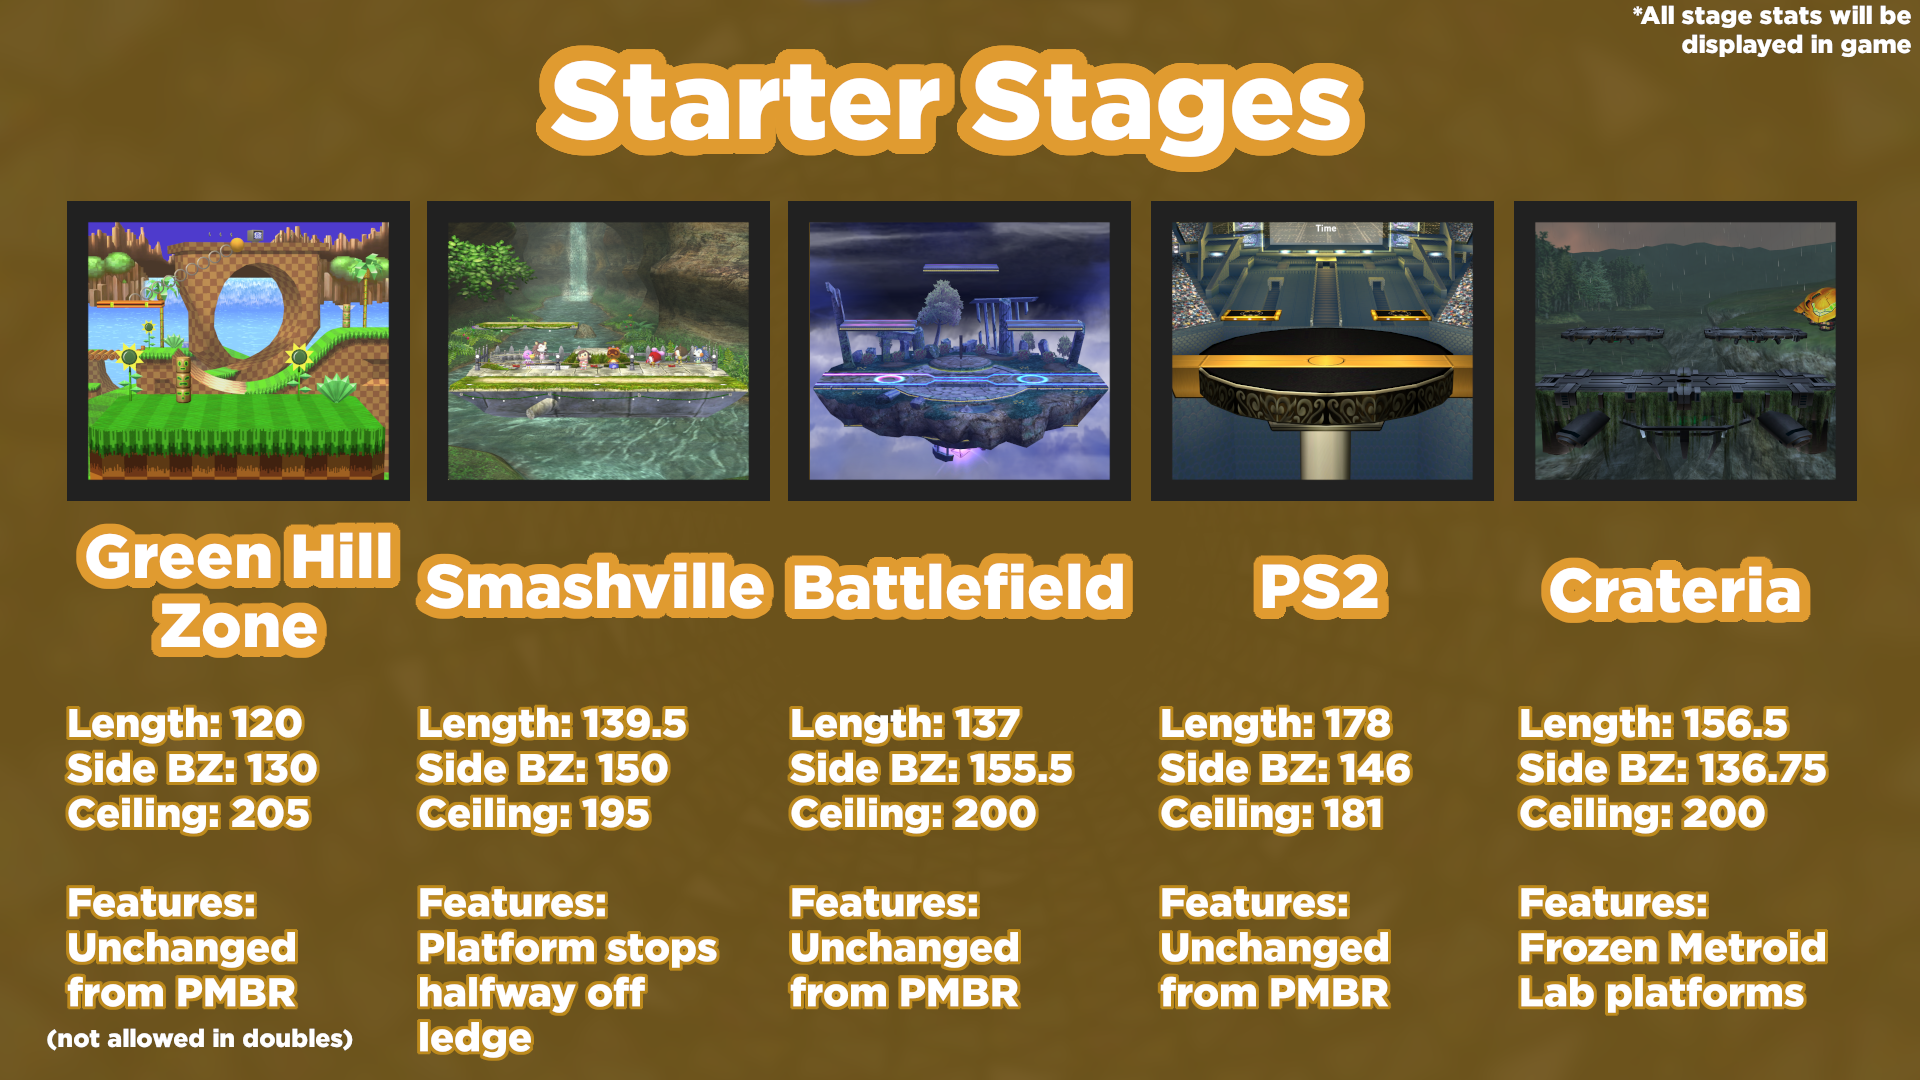 *All stage stats will be
displayed in game
Starter Stages
Time
Green Hill
Zone
Smashville
Battlefield
PS2
Crateria
Length: 120
Side BZ: 130
Ceiling: 205
Features:
Unchanged
from PMBR
(not allowed in doubles)
Length: 139.5
Side BZ: 150
Ceiling: 195
Features:
Platform stops
halfway off
ledge
Length: 137
Side BZ: 155.5
Ceiling: 200
Features:
Unchanged
from PMBR
Length: 178
Side BZ: 146
Ceiling: 181
Features:
Unchanged
from PMBR
Length: 156.5
Side BZ: 136.75
Ceiling: 200
Features:
Frozen Metroid
Lab platforms